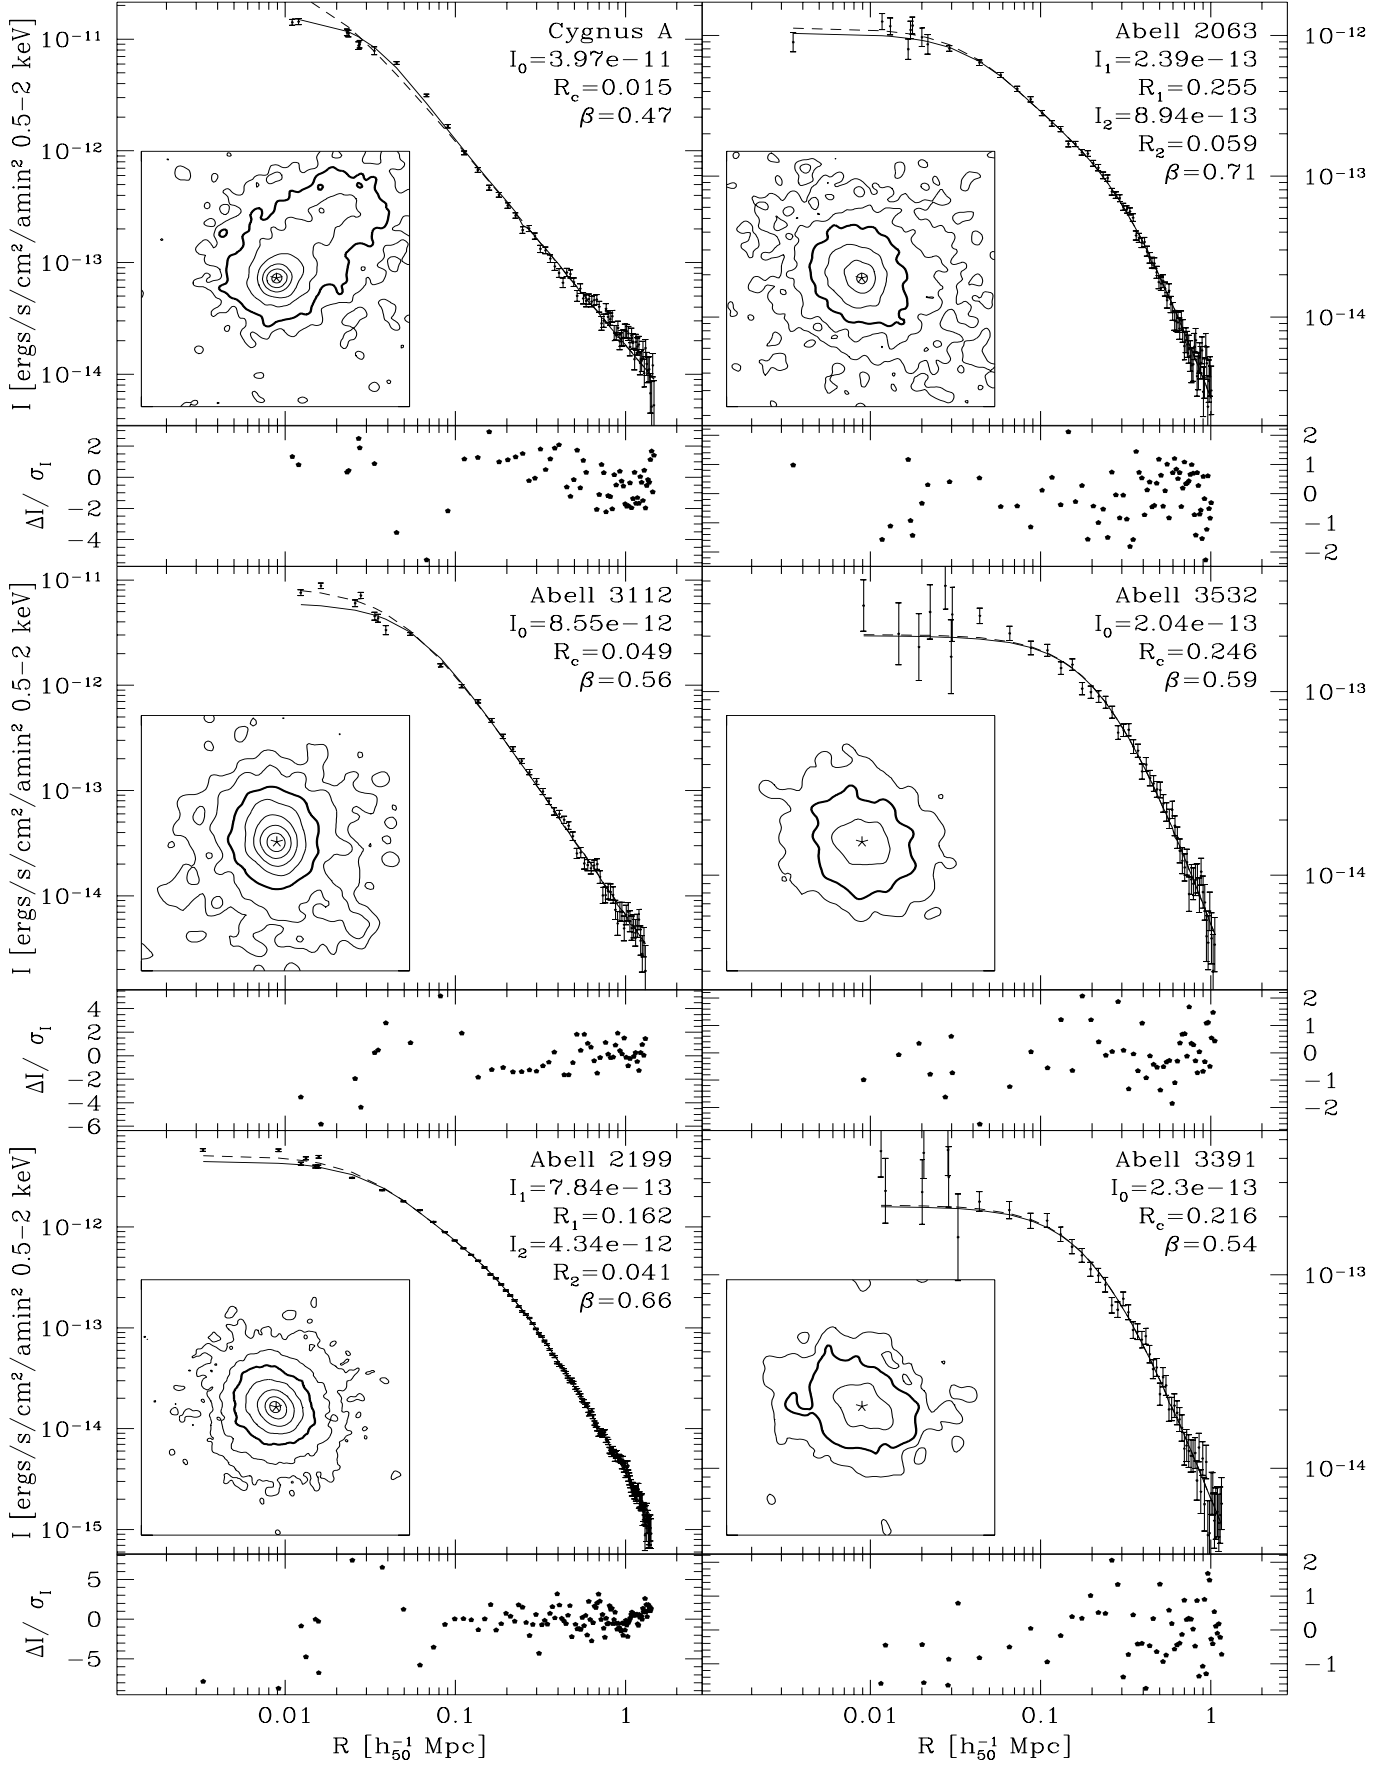 I [ergs/s/cm² /amin² 0.5−2 keV]
10⁻¹¹
10⁻¹²
10⁻¹³
10⁻¹⁴
Cygnus A
I₀=3.97e−11
R_c=0.015
β=0.47
Abell 2063
I₁=2.39e−13
R₁=0.255
I₂=8.94e−13
R₂=0.059
β=0.71
10⁻¹²
10⁻¹³
10⁻¹⁴
ΔI/ σ_I
2
0
−2
−4
2
1
0
−1
−2
I [ergs/s/cm² /amin² 0.5−2 keV]
10⁻¹¹
10⁻¹²
10⁻¹³
10⁻¹⁴
Abell 3112
I₀=8.55e−12
R_c=0.049
β=0.56
Abell 3532
I₀=2.04e−13
R_c=0.246
β=0.59
10⁻¹³
10⁻¹⁴
ΔI/ σ_I
4
2
0
−2
−4
−6
2
1
0
−1
−2
I [ergs/s/cm² /amin² 0.5−2 keV]
10⁻¹²
10⁻¹³
10⁻¹⁴
10⁻¹⁵
Abell 2199
I₁=7.84e−13
R₁=0.162
I₂=4.34e−12
R₂=0.041
β=0.66
Abell 3391
I₀=2.3e−13
R_c=0.216
β=0.54
10⁻¹³
10⁻¹⁴
ΔI/ σ_I
5
0
−5
2
1
0
−1
0.01 0.1 1
0.01 0.1 1
R [h₅₀⁻¹ Mpc]
R [h₅₀⁻¹ Mpc]